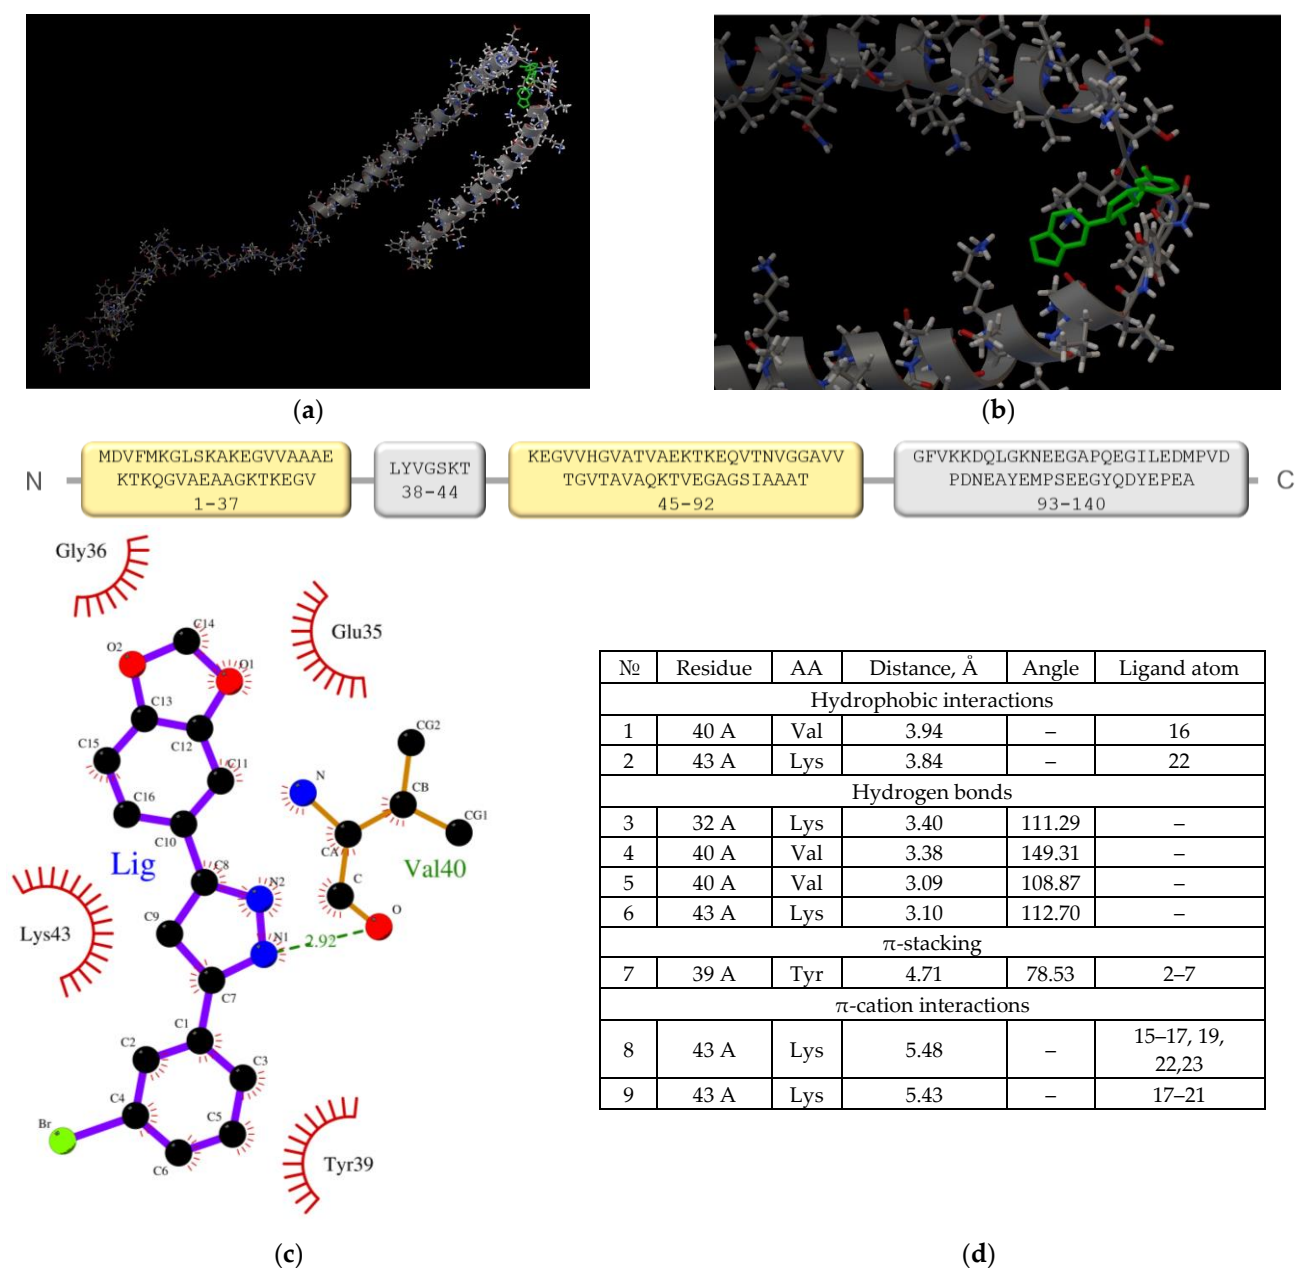 (a)
(b)
N
MDVFMKGLSKAKEGVVAAAE
KTKQGVAEAAGKTKEGV
1-37
LYVGSKT
38-44
KEGVVHGVATVAEKTKEQVTNVGGAVV
TGVTAVAQKTVEGAGSIAAAT
45-92
GFVKKDQLGKNEEGAPQEGILEDMPVD
PDNEAYEMPSEEGYQDYEPEA
93-140
C
Gly36
Glu35
C14
O2
O1
C13
C12
C15
C11
C16
C10
CG2
N
CB
CG1
CA
Lig
C8
Val40
N2
C
O
C9
Lys43
N1
2.92
C7
C1
C2
C3
C4
C5
Br
C6
Tyr39
(c)
№ Residue AA Distance, Å Angle Ligand atom
Hydrophobic interactions
1 40 A Val 3.94 – 16
2 43 A Lys 3.84 – 22
Hydrogen bonds
3 32 A Lys 3.40 111.29 –
4 40 A Val 3.38 149.31 –
5 40 A Val 3.09 108.87 –
6 43 A Lys 3.10 112.70 –
π-stacking
7 39 A Tyr 4.71 78.53 2–7
π-cation interactions
8 43 A Lys 5.48 – 15–17, 19,
22,23
9 43 A Lys 5.43 – 17–21
(d)